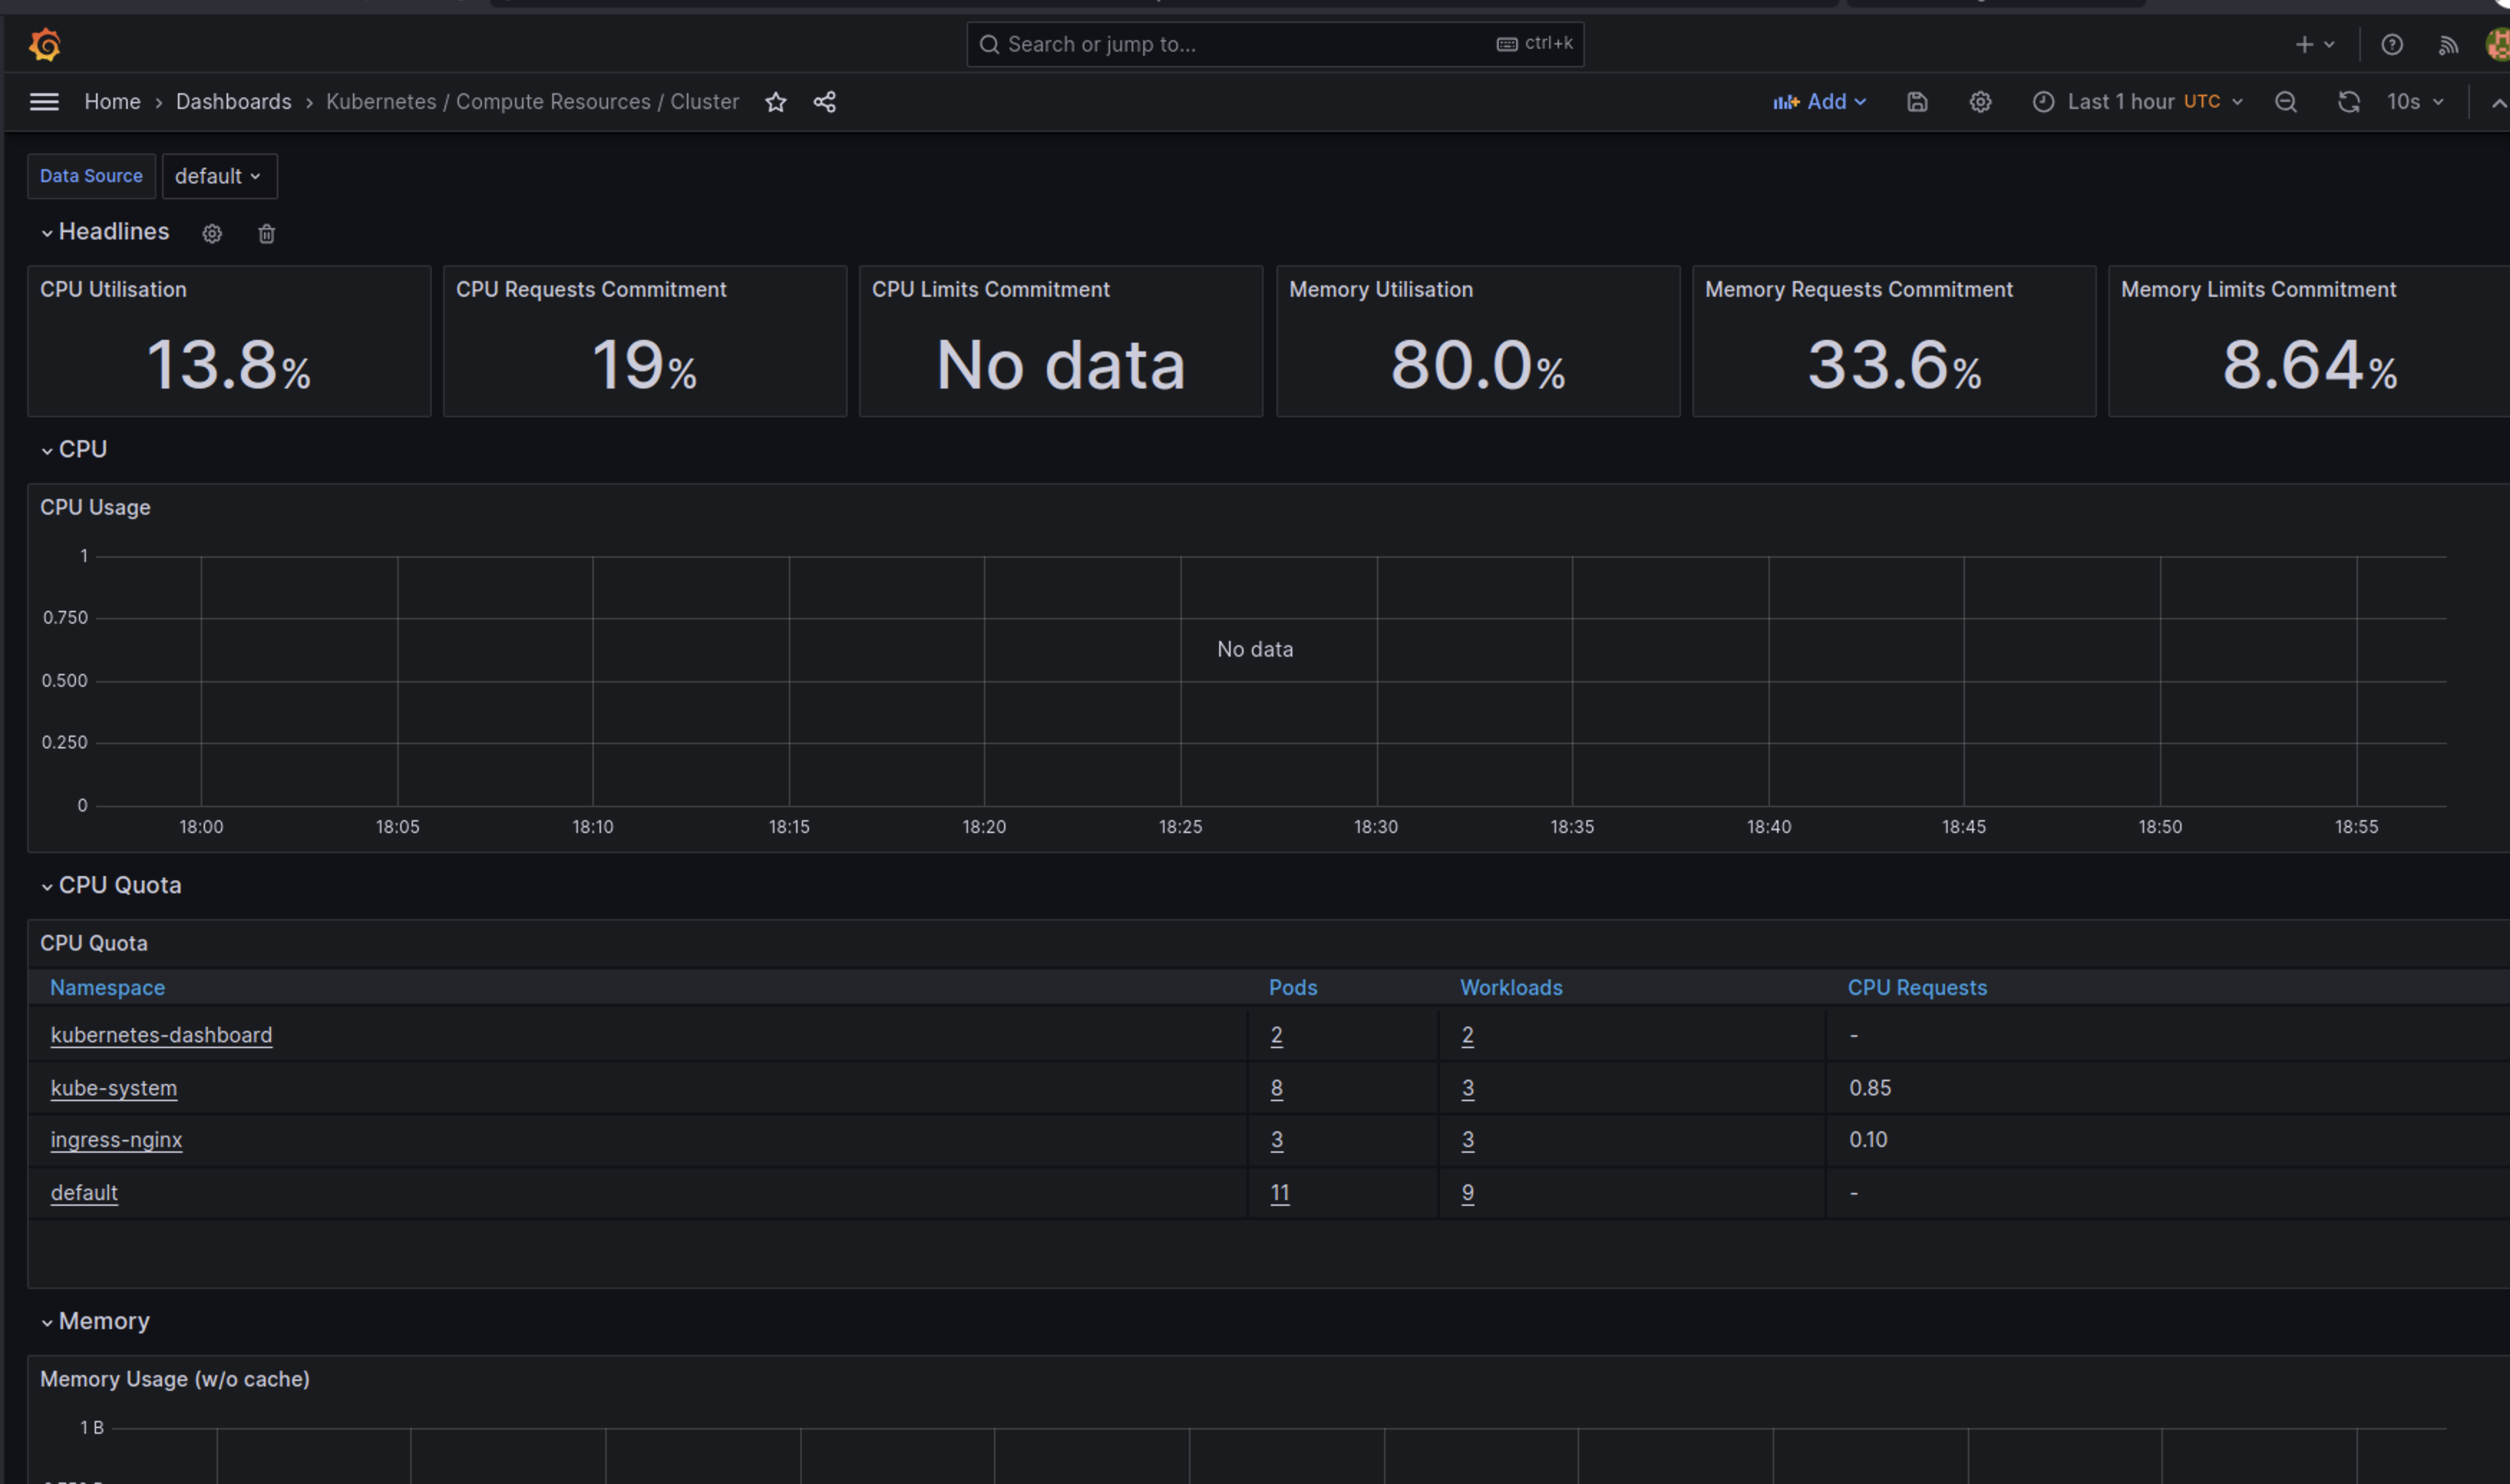 Search or jump to... ctrl+k
Home › Dashboards › Kubernetes / Compute Resources / Cluster Add Last 1 hour UTC 10s
Data Source default
Headlines
CPU Utilisation CPU Requests Commitment CPU Limits Commitment Memory Utilisation Memory Requests Commitment Memory Limits Commitment
13.8% 19% No data 80.0% 33.6% 8.64%
CPU
CPU Usage
1
0.750
No data
0.500
0.250
0
18:00 18:05 18:10 18:15 18:20 18:25 18:30 18:35 18:40 18:45 18:50 18:55
CPU Quota
CPU Quota
Namespace Pods Workloads CPU Requests
kubernetes-dashboard 2 2 -
kube-system 8 3 0.85
ingress-nginx 3 3 0.10
default 11 9 -
Memory
Memory Usage (w/o cache)
1 B